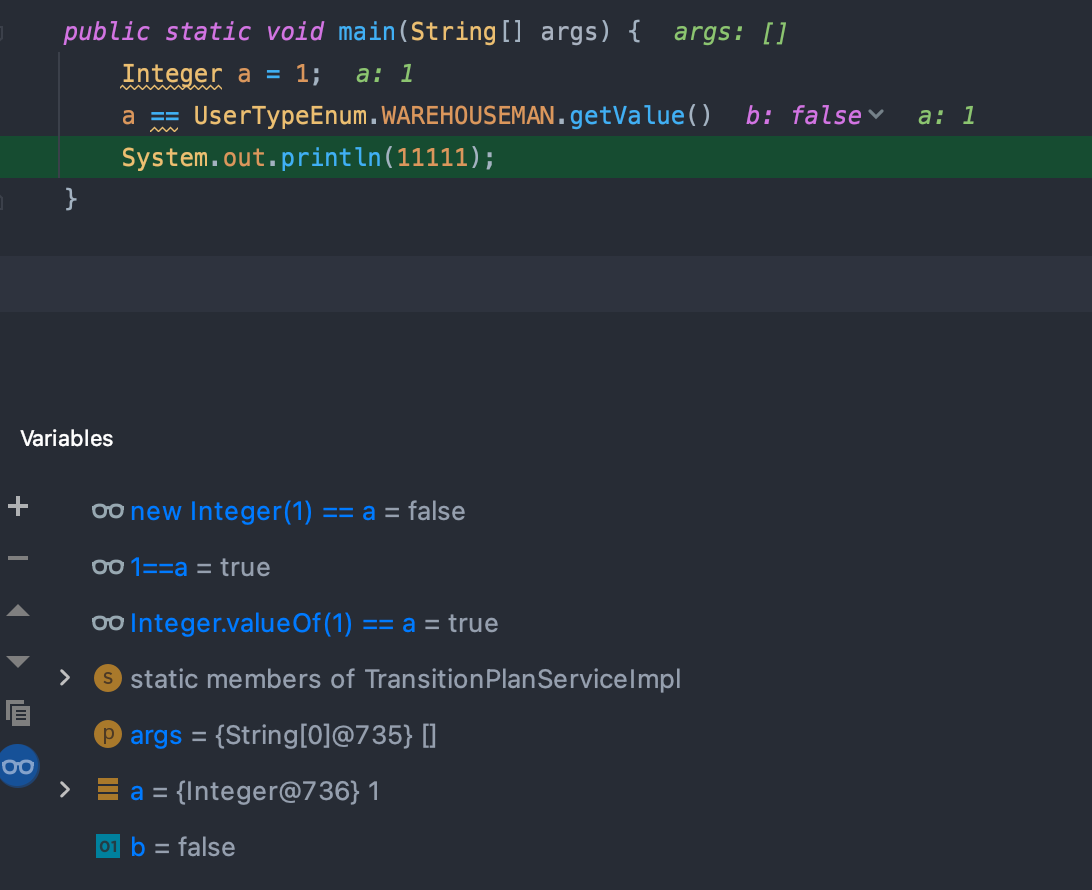 public static void main(String[] args) {  args: []
Integer a = 1;  a: 1
a == UserTypeEnum.WAREHOUSEMAN.getValue()  b: false  a: 1
System.out.println(11111);
}
Variables
new Integer(1) == a = false
1==a = true
Integer.valueOf(1) == a = true
S static members of TransitionPlanServiceImpl
p args = {String[0]@735} []
a = {Integer@736} 1
01 b = false